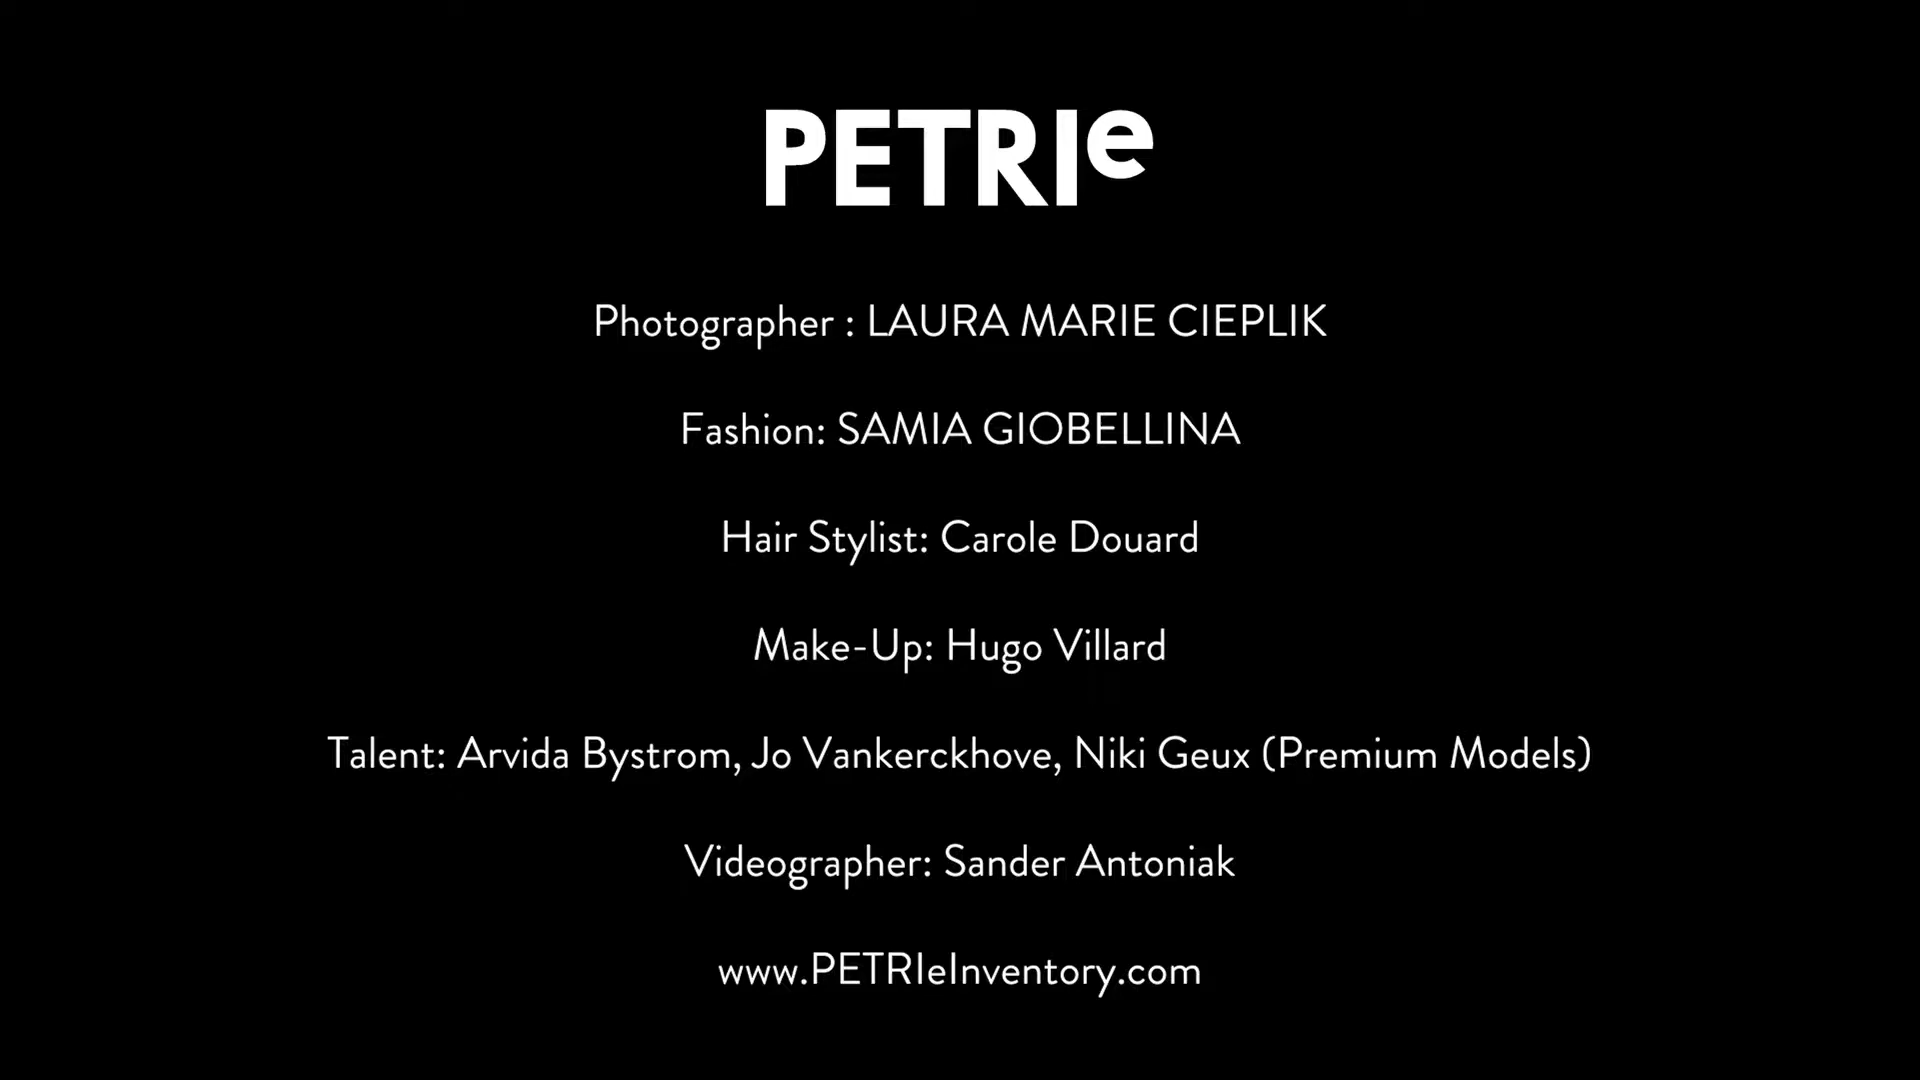 PETRIe
Photographer : LAURA MARIE CIEPLIK
Fashion: SAMIA GIOBELLINA
Hair Stylist: Carole Douard
Make-Up: Hugo Villard
Talent: Arvida Bystrom, Jo Vankerckhove, Niki Geux (Premium Models)
Videographer: Sander Antoniak
www.PETRIeInventory.com